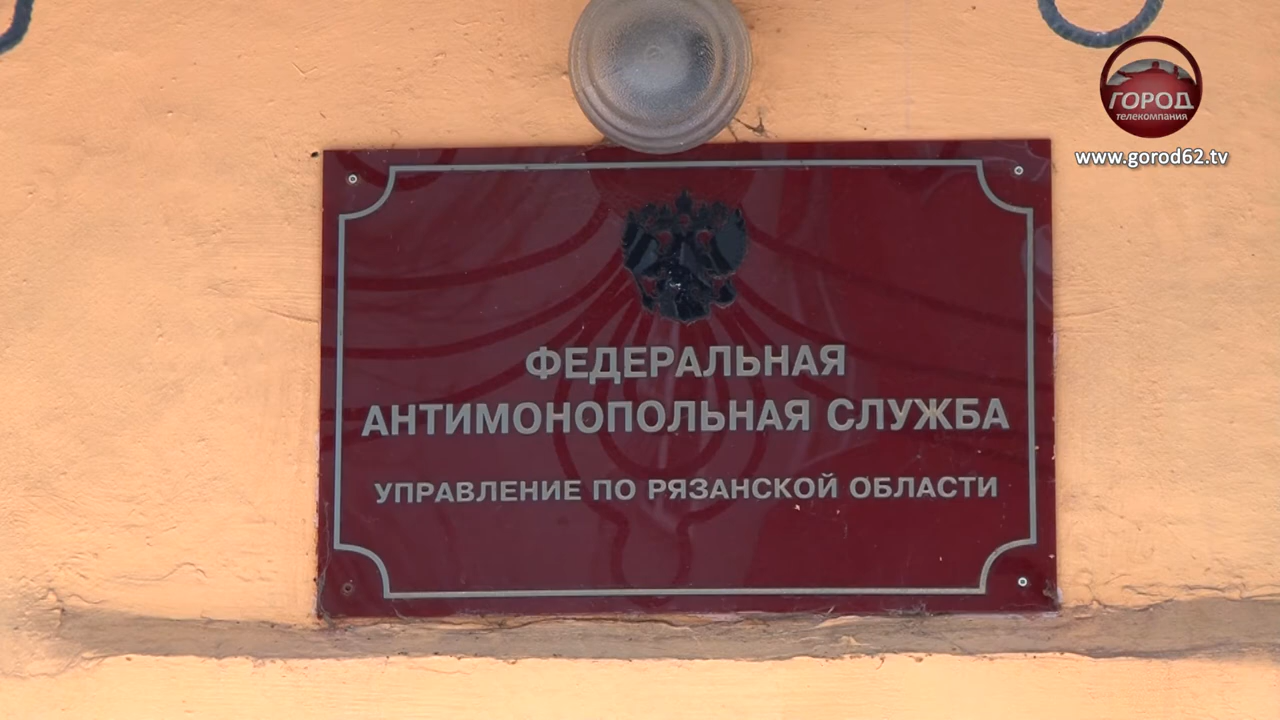 ГОРОД
телекомпания
www.gorod62.tv
ФЕДЕРАЛЬНАЯ
АНТИМОНОПОЛЬНАЯ СЛУЖБА
УПРАВЛЕНИЕ ПО РЯЗАНСКОЙ ОБЛАСТИ